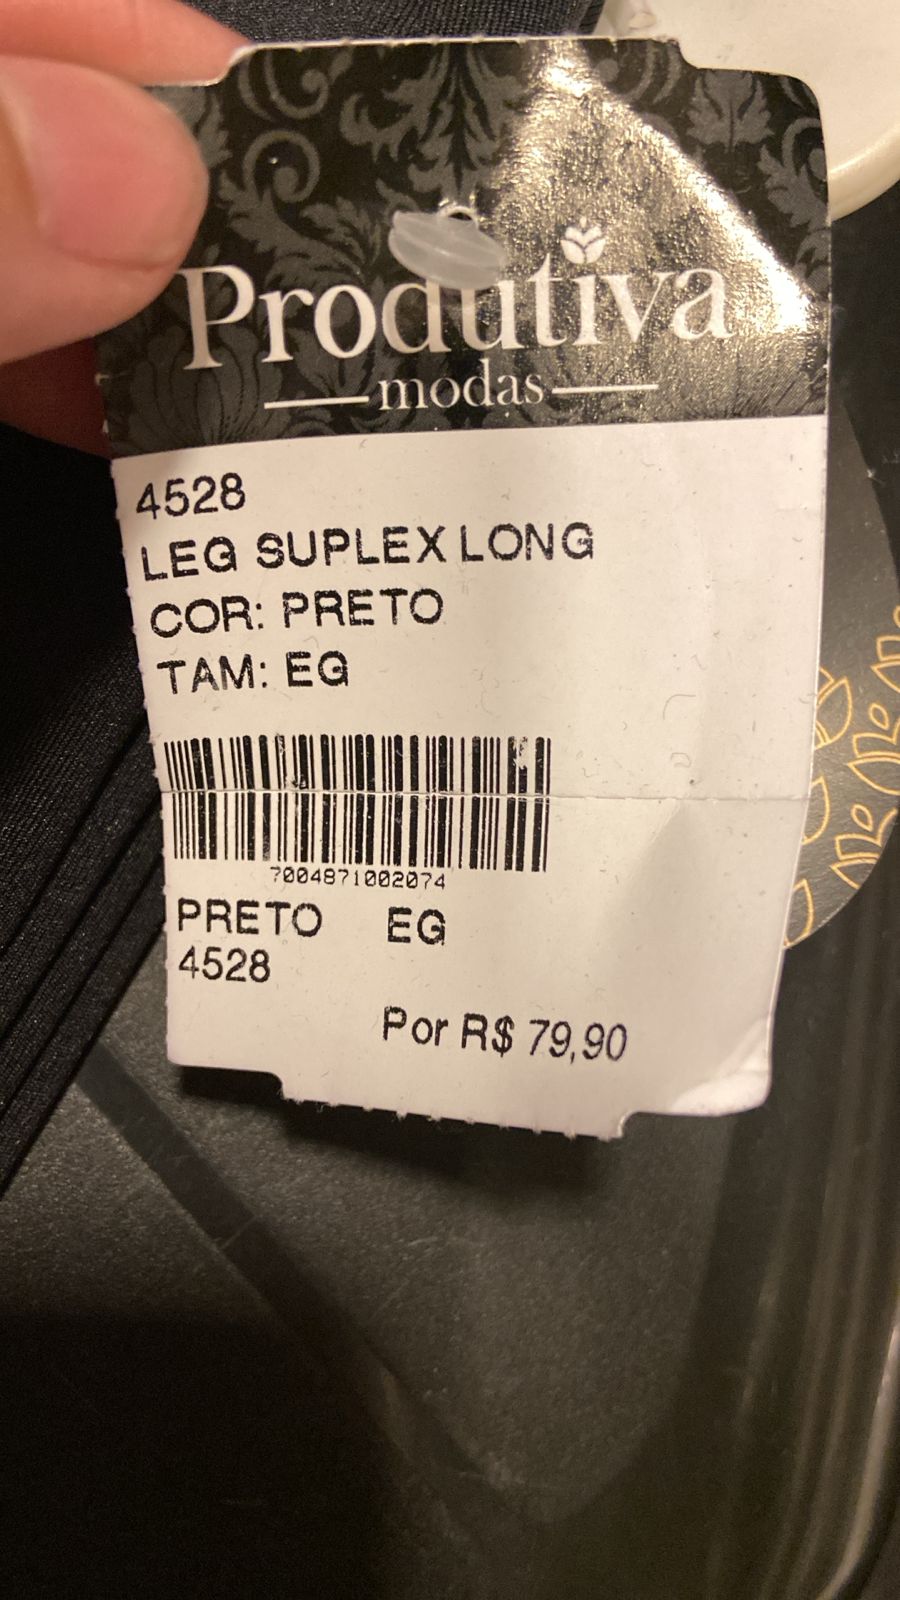 Produtiva
modas
4528
LEG SUPLEX LONG
COR: PRETO
TAM: EG
7004871002074
PRETO EG
4528
Por R$ 79,90